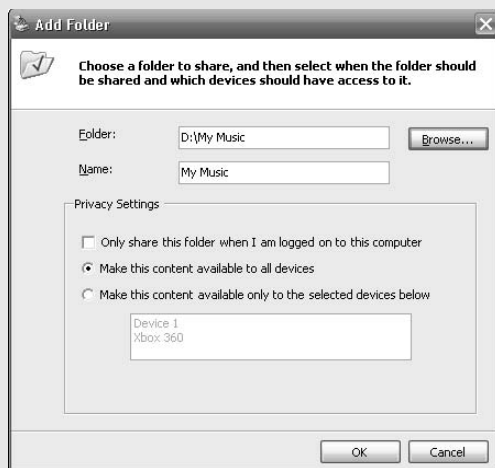 Add Folder
Choose a folder to share, and then select when the folder should
be shared and which devices should have access to it.
Folder:
D:\My Music
Browse...
Name:
My Music
Privacy Settings
Only share this folder when I am logged on to this computer
Make this content available to all devices
Make this content available only to the selected devices below
Device 1
Xbox 360
OK
Cancel